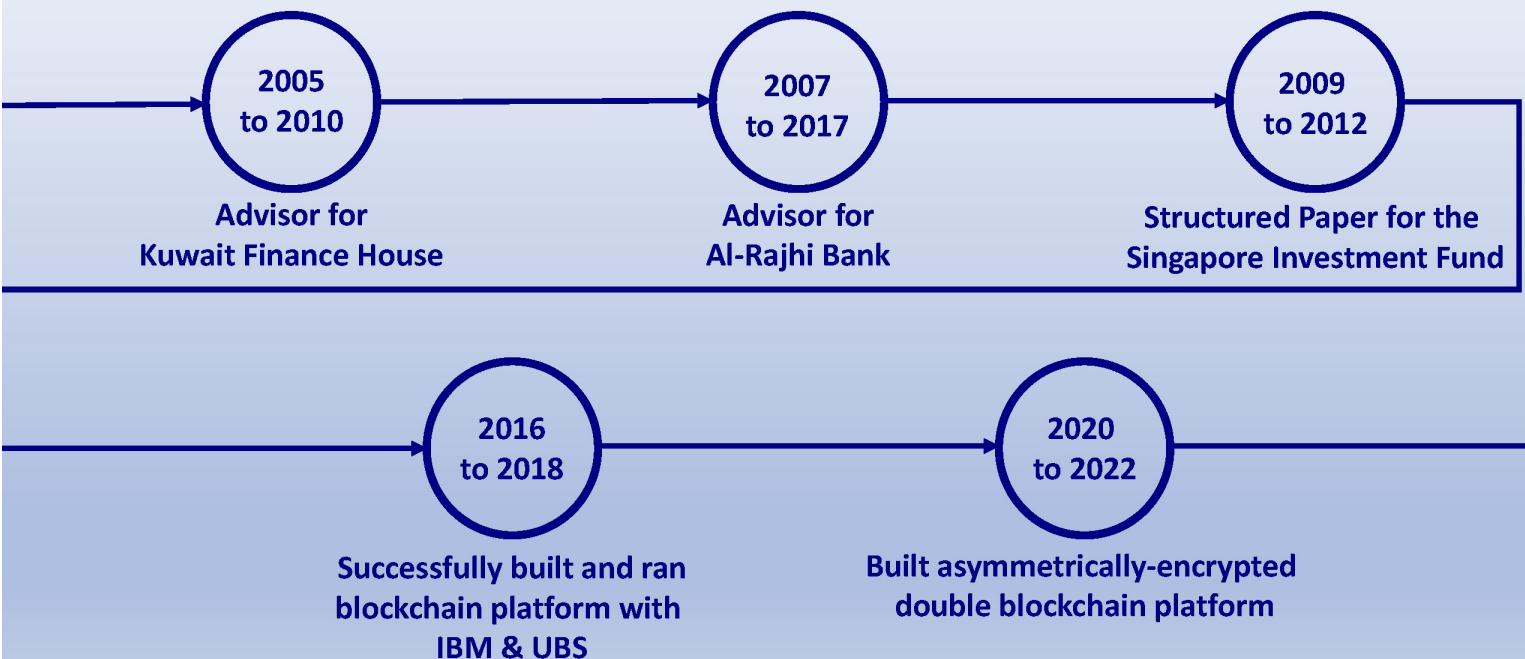 2005
to 2010
Advisor for
Kuwait Finance House
2007
to 2017
Advisor for
Al-Rajhi Bank
2009
to 2012
Structured Paper for the
Singapore Investment Fund
2016
to 2018
Successfully built and ran
blockchain platform with
IBM & UBS
2020
to 2022
Built asymmetrically-encrypted
double blockchain platform